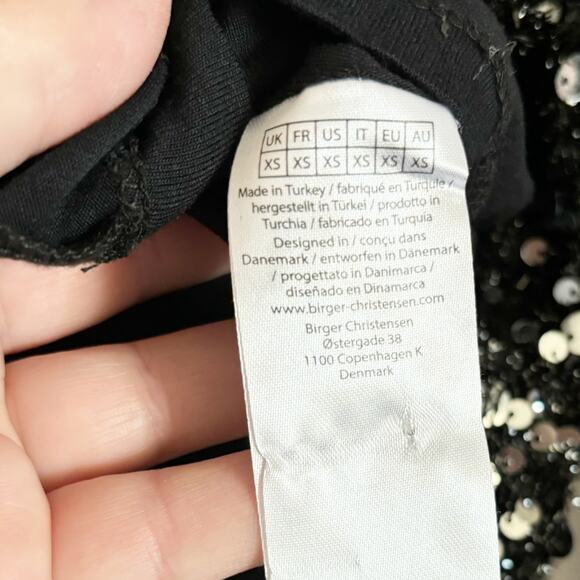 UK FR US IT EU AU
XS XS XS XS XS XS
Made in Turkey / fabriqué en Turquie /
hergestellt in Türkei / prodotto in
Turchia / fabricado en Turquía
Designed in / conçu dans
Danemark / entworfen in Dänemark
/ progettato in Danimarca /
diseñado en Dinamarca
www.birger-christensen.com
Birger Christensen
Østergade 38
1100 Copenhagen K
Denmark